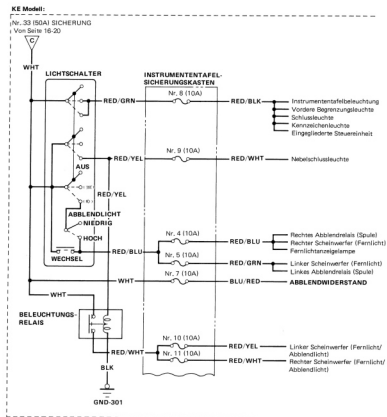 KE Modell:
Nr. 33 (50A) SICHERUNG
Von Seite 16-20
C
WHT
LICHTSCHALTER
INSTRUMENTENTAFEL-
SICHERUNGSKASTEN
Nr. 8 (10A)
RED/GRN
RED/BLK
Instrumententafelbeleuchtung
Vordere Begrenzungsleuchte
Schlussleuchte
Kennzeichenleuchte
Eingegliederte Steuereinheit
Nr. 9 (10A)
RED/YEL
RED/WHT
Nebelschlussleuchte
AUS
RED/YEL
ABBLENDLICHT
NIEDRIG
HOCH
WECHSEL
Nr. 4 (10A)
RED/BLU
RED/BLU
Rechtes Abblendrelais (Spule)
Rechter Scheinwerfer (Fernlicht)
Fernlichtanzeigelampe
Nr. 5 (10A)
RED/GRN
Linker Scheinwerfer (Fernlicht)
Linkes Abblendrelais (Spule)
Nr. 7 (10A)
WHT
BLU/RED
ABBLENDWIDERSTAND
WHT
BELEUCHTUNGS-
RELAIS
Nr. 10 (10A)
RED/WHT
RED/YEL
Linker Scheinwerfer (Fernlicht/
Abblendlicht)
Nr. 11 (10A)
RED/WHT
Rechter Scheinwerfer (Fernlicht/
Abblendlicht)
BLK
GND-301